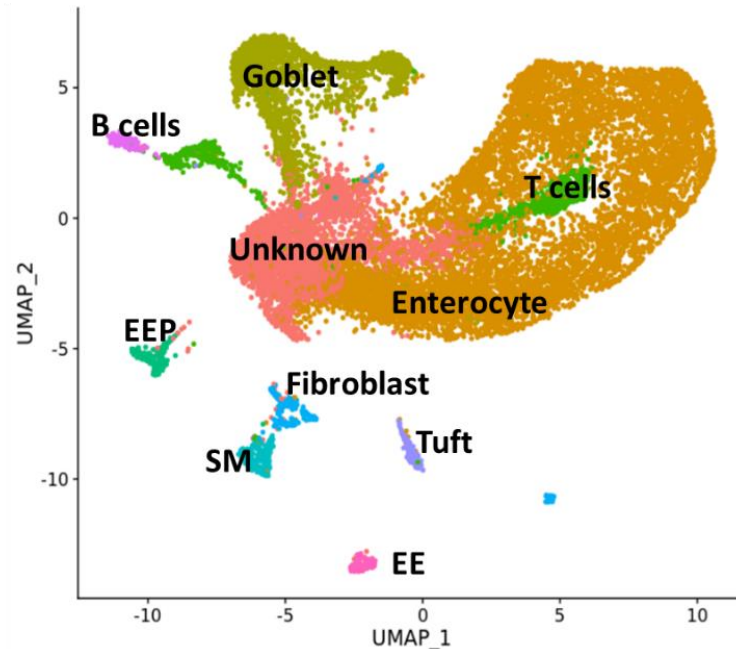 Goblet
5
B cells
T cells
0
Unknown
Enterocyte
UMAP_2
EEP
-5
Fibroblast
Tuft
SM
-10
EE
-10
-5
0
5
10
UMAP_1